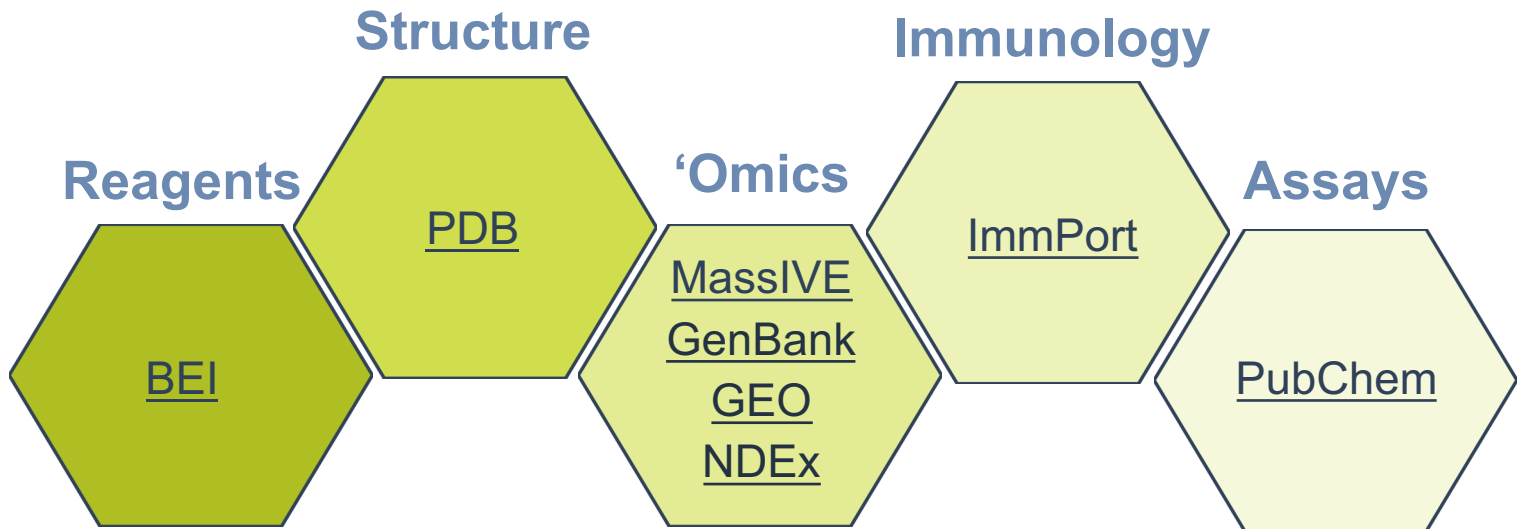 Reagents
BEI
Structure
PDB
‘Omics
MassIVE
GenBank
GEO
NDEx
Immunology
ImmPort
Assays
PubChem